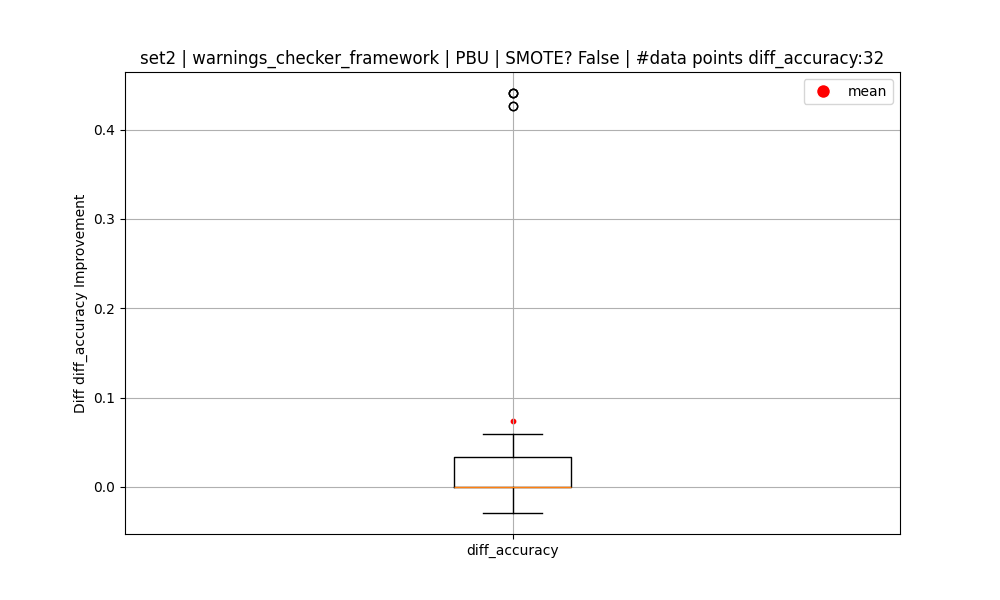 set2 | warnings_checker_framework | PBU | SMOTE? False | #data points diff_accuracy:32
mean
Diff diff_accuracy Improvement
0.4
0.3
0.2
0.1
0.0
diff_accuracy